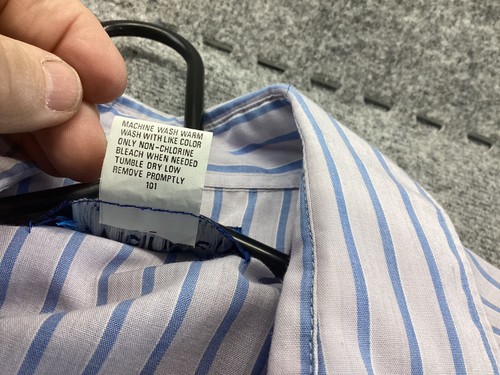 MACHINE WASH WARM
WASH WITH LIKE COLOR
ONLY NON-CHLORINE
BLEACH WHEN NEEDED
TUMBLE DRY LOW
REMOVE PROMPTLY
101